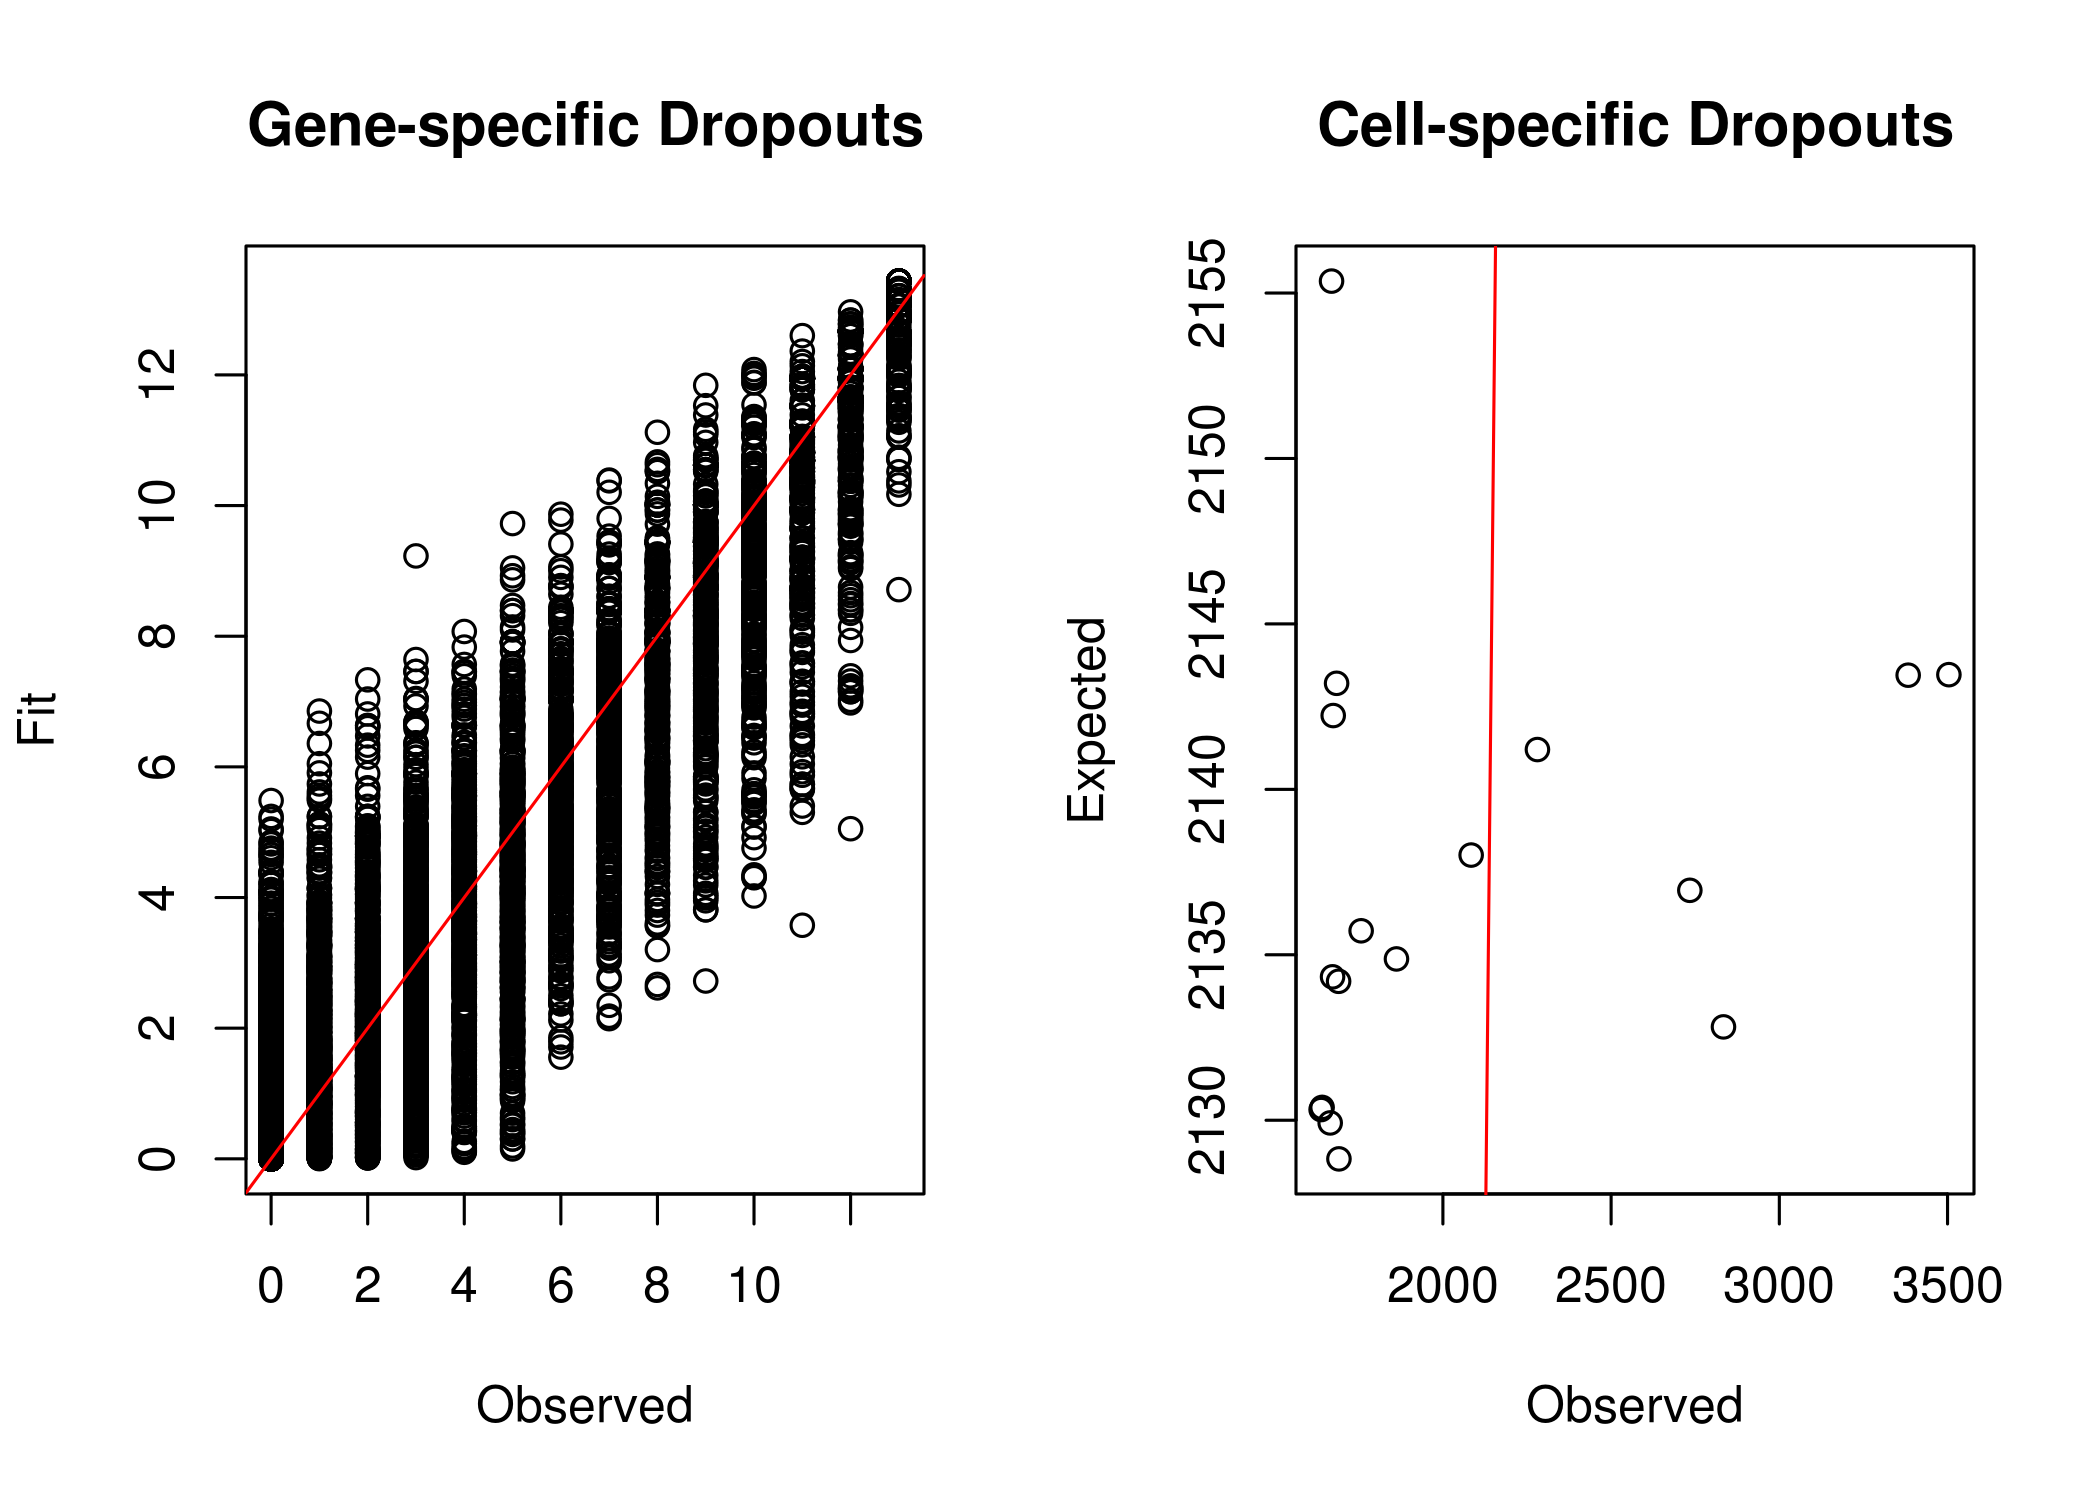 Gene-specific Dropouts
Fit
12
10
8
6
4
2
0
0 2 4 6 8 10
Observed
Cell-specific Dropouts
Expected
2155
2150
2145
2140
2135
2130
2000 2500 3000 3500
Observed